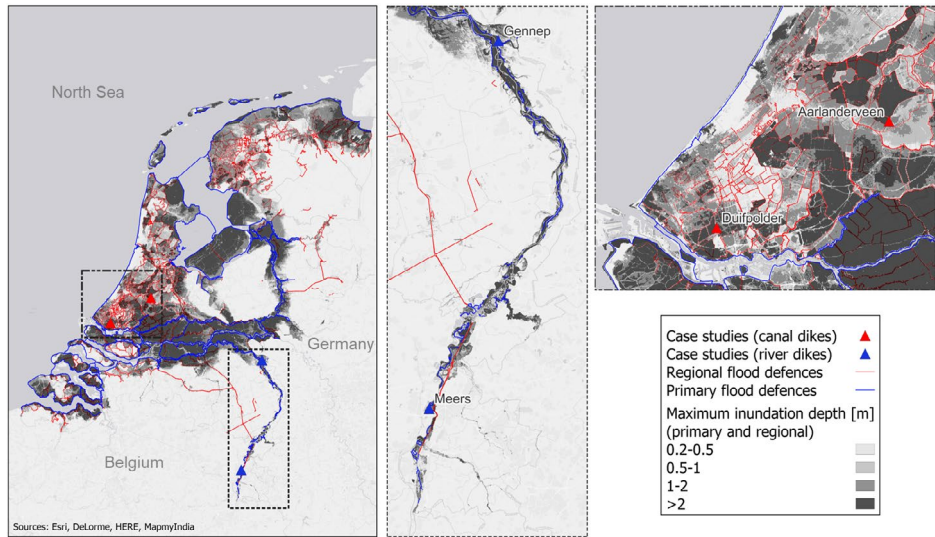 North Sea
Germany
Belgium
Sources: Esri, DeLorme, HERE, MapmyIndia
Gennep
Meers
Aarlanderveen
Duifpolder
Case studies (canal dikes)
Case studies (river dikes)
Regional flood defences
Primary flood defences
Maximum inundation depth [m]
(primary and regional)
0.2-0.5
0.5-1
1-2
>2